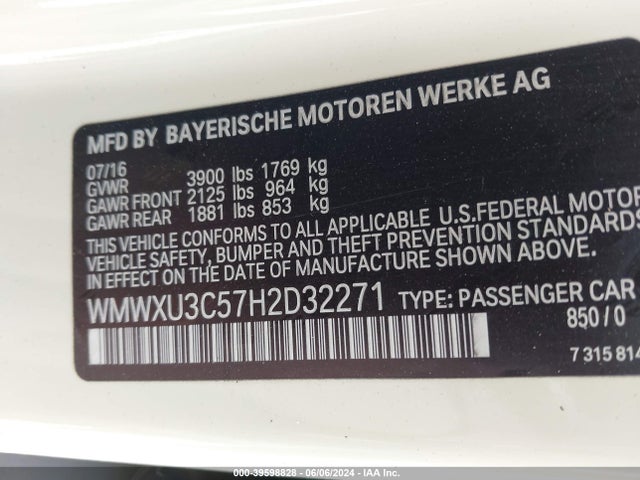 MFD BY BAYERISCHE MOTOREN WERKE AG
07/16
GVWR 3900 lbs 1769 kg
GAWR FRONT 2125 lbs 964 kg
GAWR REAR 1881 lbs 853 kg
THIS VEHICLE CONFORMS TO ALL APPLICABLE U.S.FEDERAL MOTOR
VEHICLE SAFETY, BUMPER AND THEFT PREVENTION STANDARDS
IN EFFECT ON THE DATE OF MANUFACTURE SHOWN ABOVE.
WMWXU3C57H2D32271 TYPE: PASSENGER CAR
850/0
7 315 814
000-39598828 - 06/06/2024 - IAA Inc.